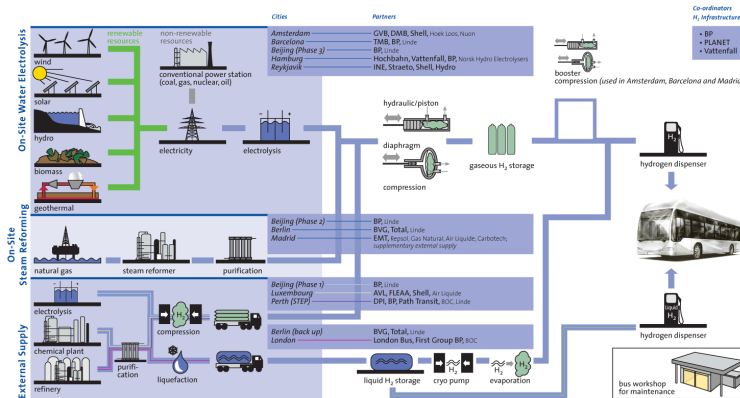 Cities
Partners
Co-ordinators
H2 Infrastructure
• BP
• PLANET
• Vattenfall
On-Site Water Electrolysis
renewable
resources
non-renewable
resources
wind
solar
hydro
biomass
geothermal
conventional power station
(coal, gas, nuclear, oil)
electricity
electrolysis
Amsterdam GVB, DMB, Shell, Hoek Loos, Nuon
Barcelona TMB, BP, Linde
Beijing (Phase 3) BP, Linde
Hamburg Hochbahn, Vattenfall, BP, Norsk Hydro Electrolysers
Reykjavik INE, Straeto, Shell, Hydro
booster
compression (used in Amsterdam, Barcelona and Madrid
hydraulic/piston
diaphragm
compression
gaseous H2 storage
H2
hydrogen dispenser
On-Site
Steam Reforming
natural gas
steam reformer
purification
Beijing (Phase 2) BP, Linde
Berlin BVG, Total, Linde
Madrid EMT, Repsol, Gas Natural, Air Liquide, Carbotech;
supplementary external supply
External Supply
electrolysis
chemical plant
refinery
purifi-
cation
H2
compression
liquefaction
Beijing (Phase 1) BP, Linde
Luxembourg AVL, FLEAA, Shell, Air Liquide
Perth (STEP) DPI, BP, Path Transit, BOC, Linde
Berlin (back up) BVG, Total, Linde
London London Bus, First Group BP, BOC
liquid H2 storage
H2
cryo pump
H2
H2
evaporation
Liquid
H2
hydrogen dispenser
bus workshop
for maintenance